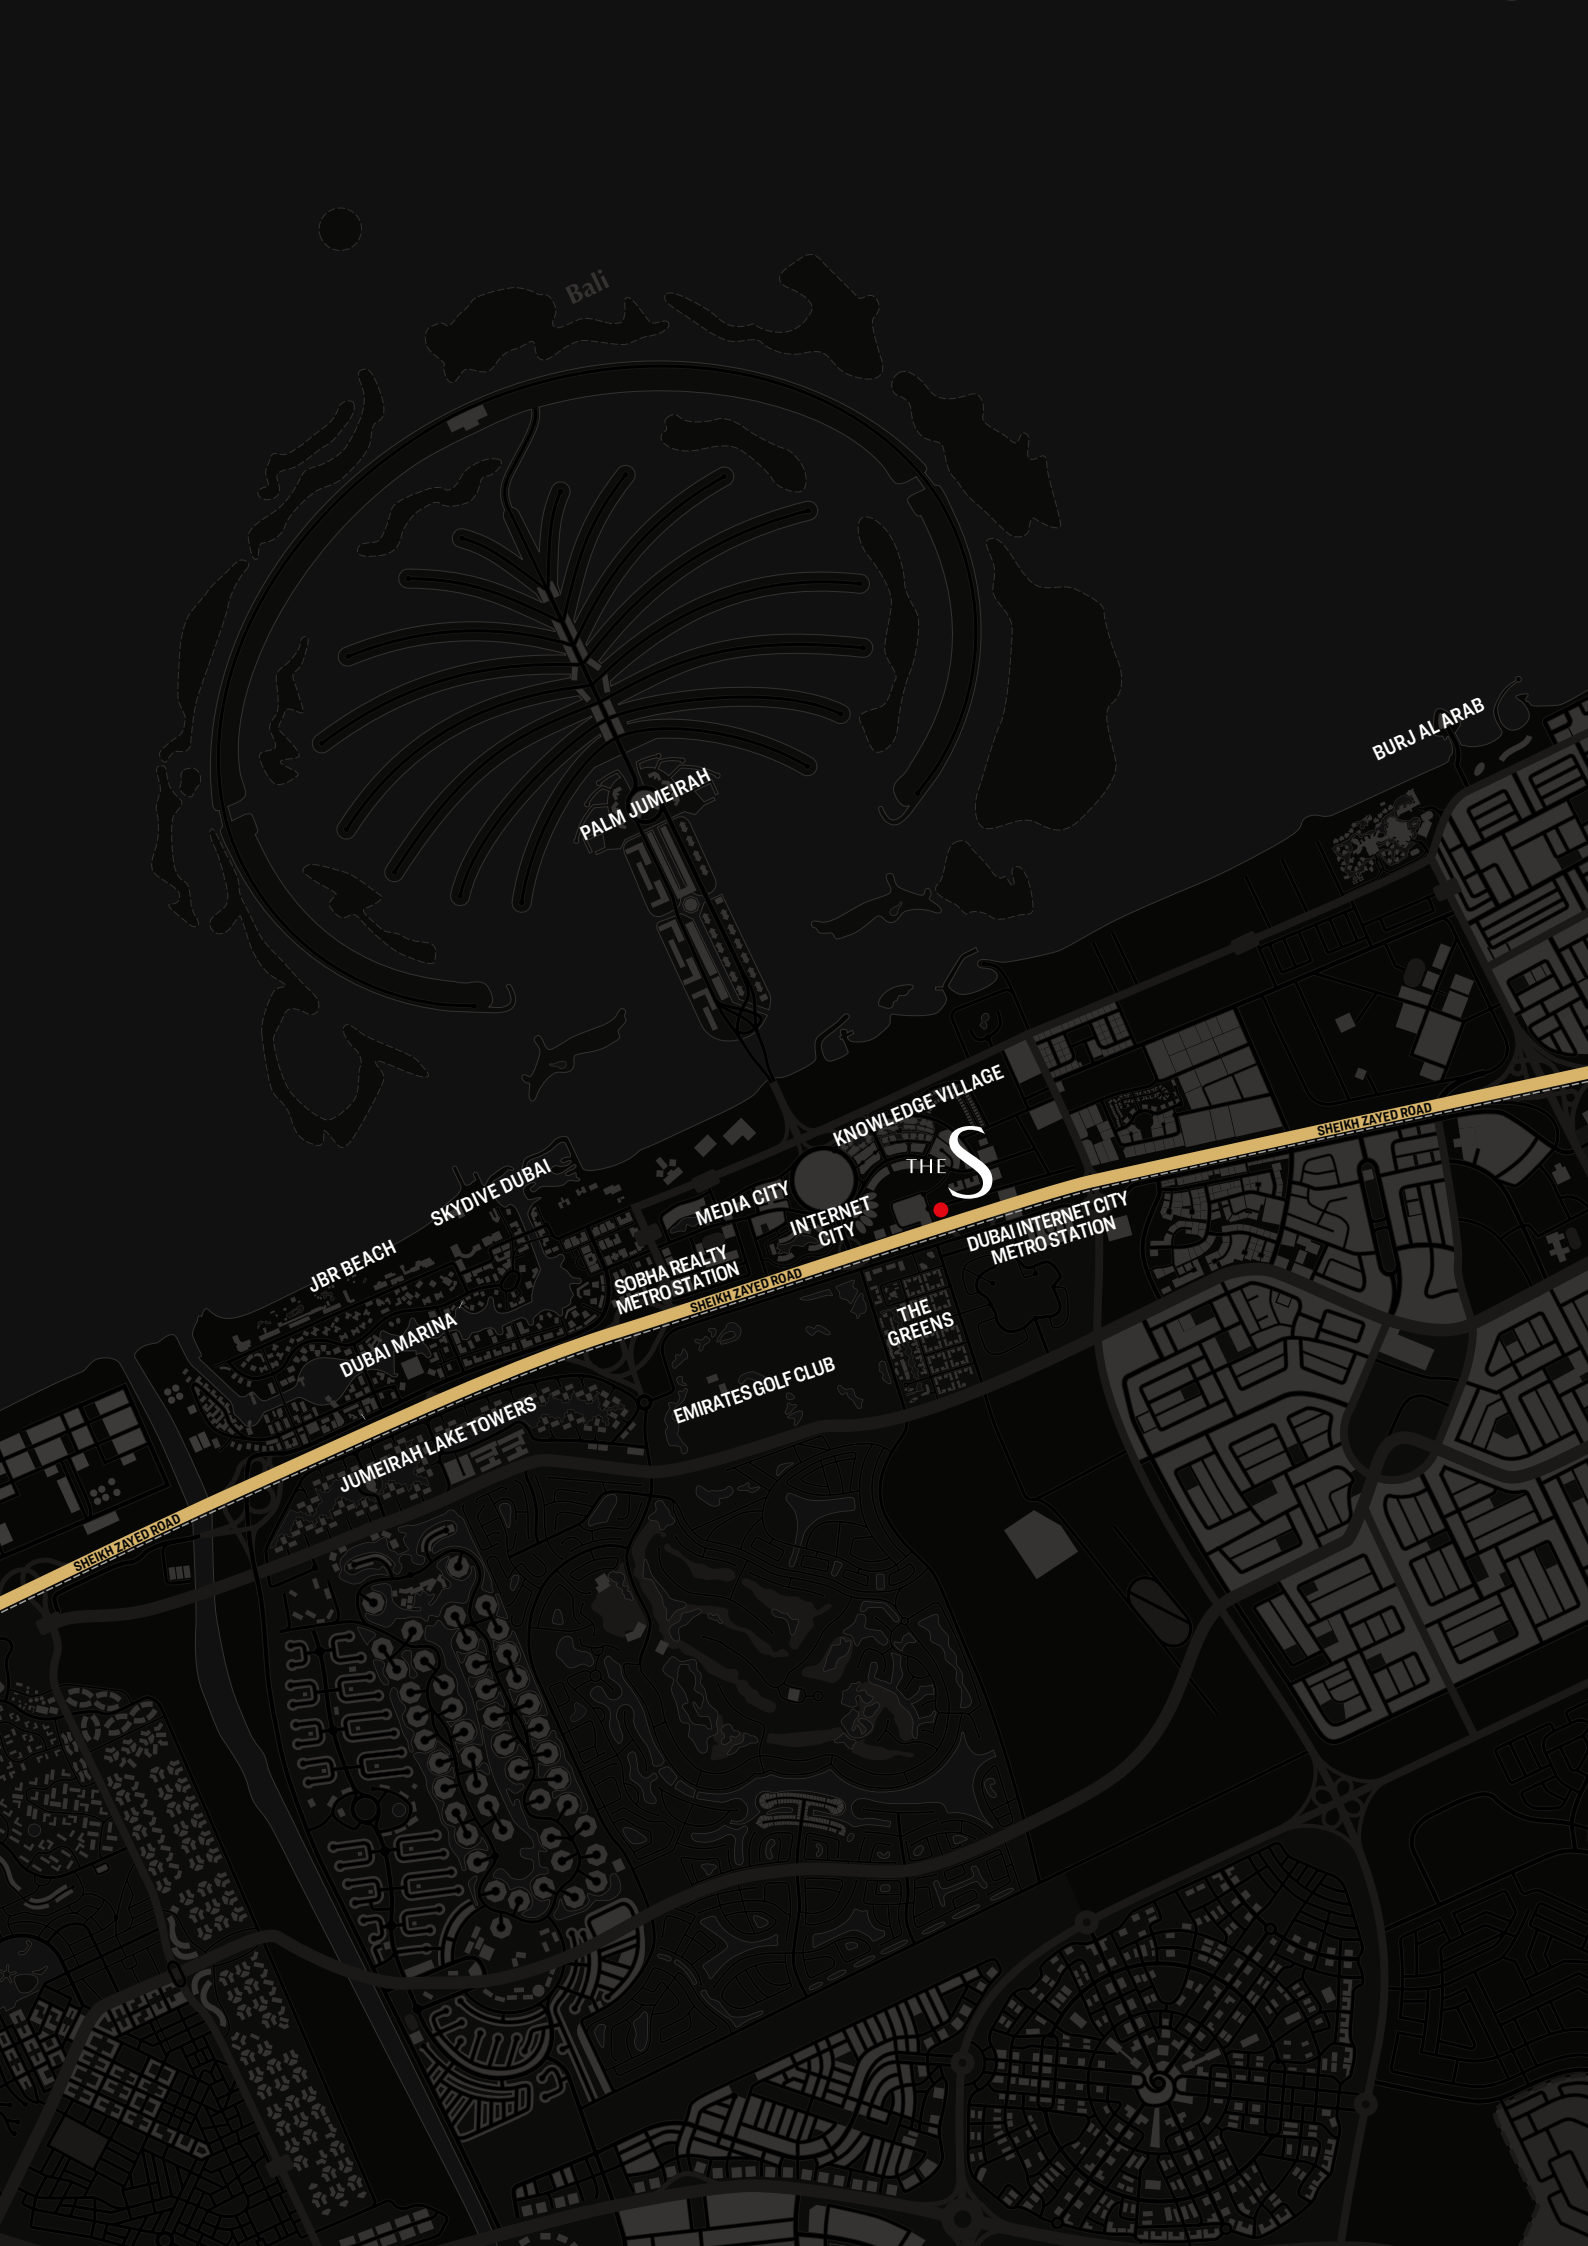 Bali
BURJ AL ARAB
PALM JUMEIRAH
KNOWLEDGE VILLAGE
SHEIKH ZAYED ROAD
THE S
SKYDIVE DUBAI
MEDIA CITY
INTERNET
CITY
DUBAI INTERNET CITY
METRO STATION
JBR BEACH
SOBHA REALTY
METRO STATION
SHEIKH ZAYED ROAD
THE
GREENS
DUBAI MARINA
EMIRATES GOLF CLUB
JUMEIRAH LAKE TOWERS
SHEIKH ZAYED ROAD